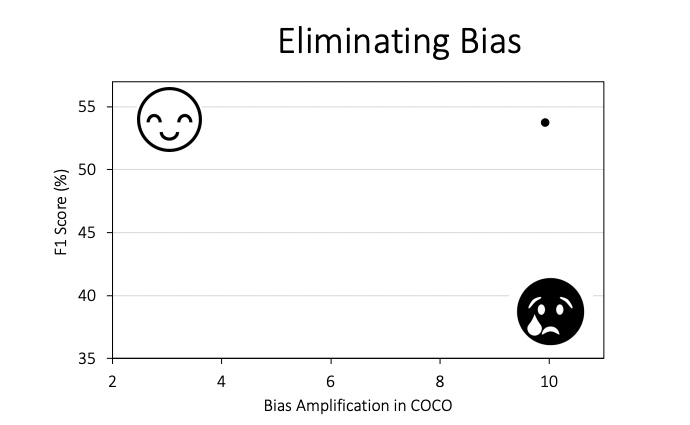 Eliminating Bias
55
50
45
40
35
F1 Score (%)
2 4 6 8 10
Bias Amplification in COCO